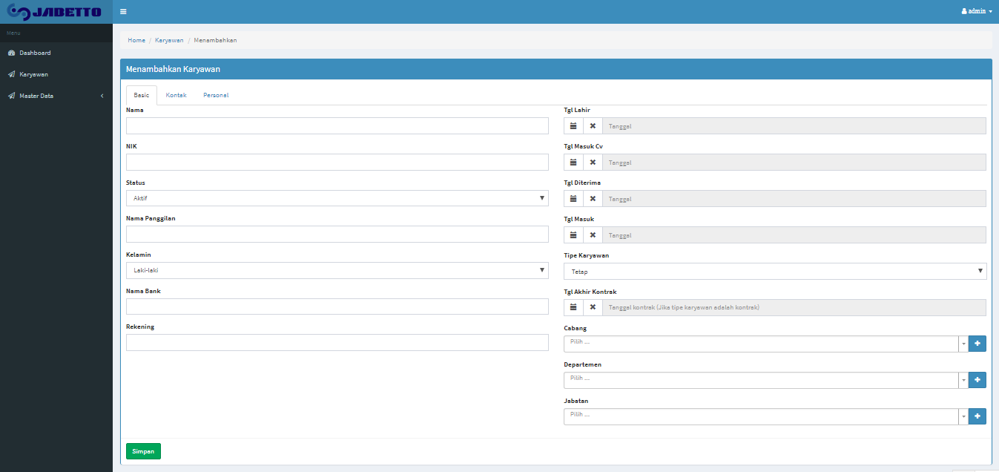 JABETTO
admin
Menu
Dashboard
Karyawan
Master Data
Home / Karyawan / Menambahkan
Menambahkan Karyawan
Basic Kontak Personal
Nama
NIK
Status
Aktif
Nama Panggilan
Kelamin
Laki-laki
Nama Bank
Rekening
Tgl Lahir
Tanggal
Tgl Masuk Cv
Tanggal
Tgl Diterima
Tanggal
Tgl Masuk
Tanggal
Tipe Karyawan
Tetap
Tgl Akhir Kontrak
Tanggal kontrak (Jika tipe karyawan adalah kontrak)
Cabang
Pilih ...
Departemen
Pilih ...
Jabatan
Pilih ...
Simpan